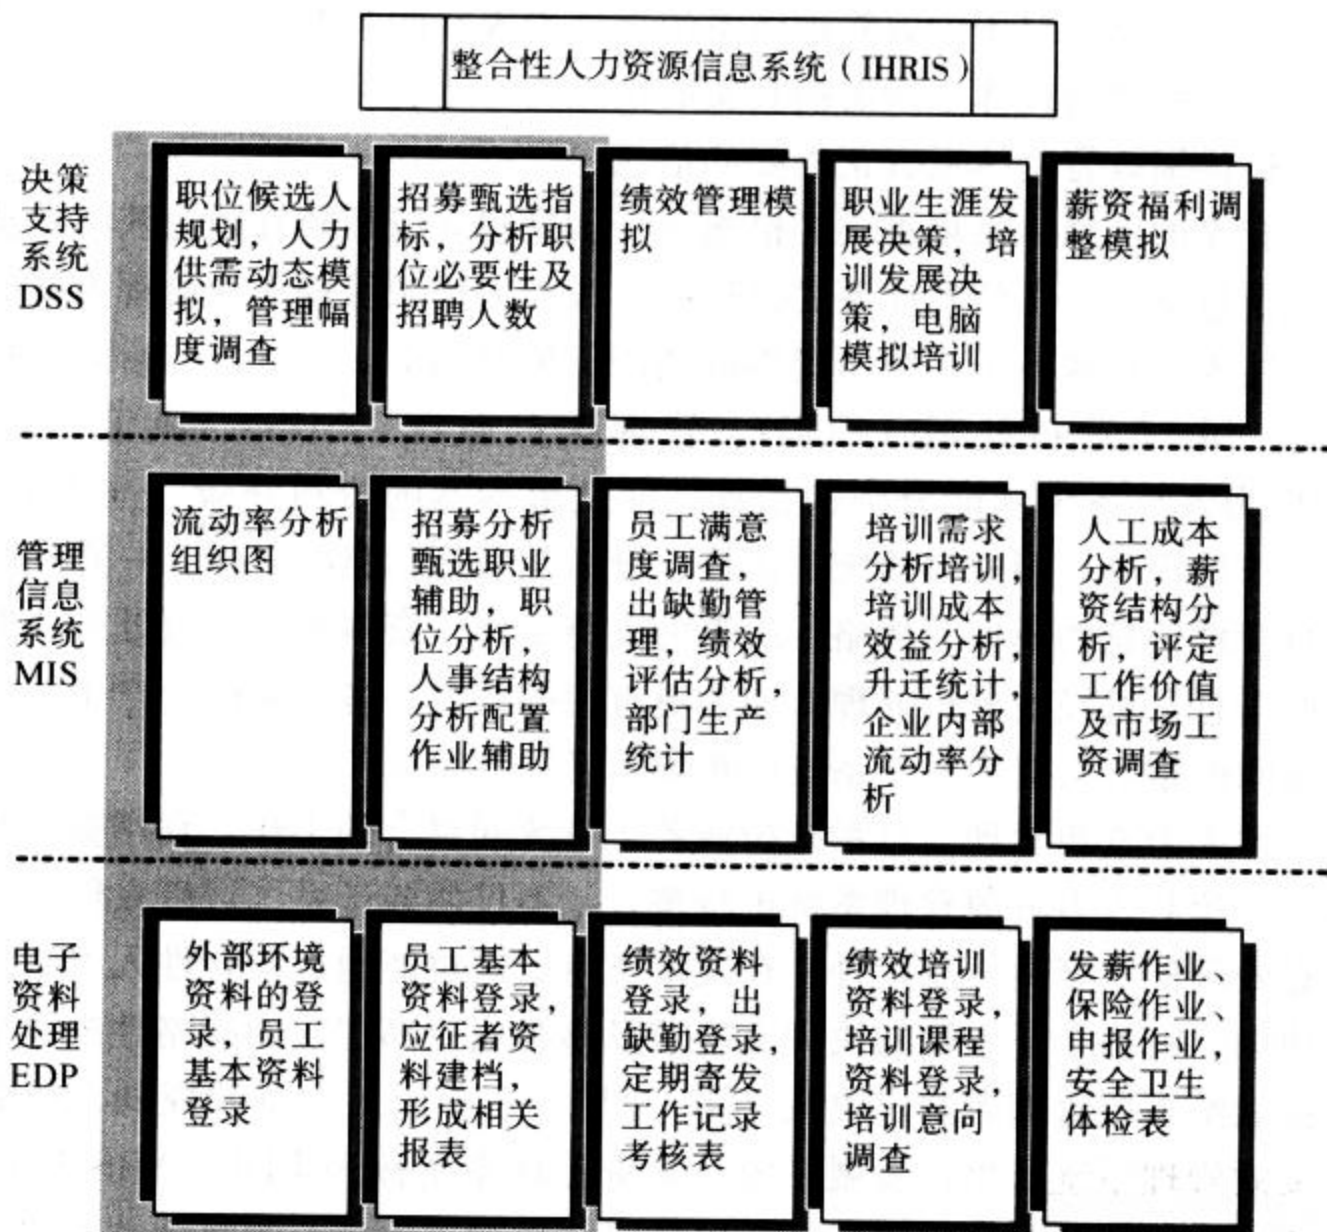 整合性人力资源信息系统（IHRIS）
决策
支持
系统
DSS
职位候选人
规划，人力
供需动态模
拟，管理幅
度调查
招募甄选指
标，分析职
位必要性及
招聘人数
绩效管理模
拟
职业生涯发
展决策，培
训发展决
策，电脑
模拟培训
薪资福利调
整模拟
管理
信息
系统
MIS
流动率分析
组织图
招募分析
甄选职业
辅助，职
位分析，
人事结构
分析配置
作业辅助
员工满意
度调查，
出缺勤管
理，绩效
评估分析，
部门生产
统计
培训需求
分析培训，
培训成本
效益分析，
升迁统计，
企业内部
流动率分
析
人工成本
分析，薪
资结构分
析，评定
工作价值
及市场工
资调查
电子
资料
处理
EDP
外部环境
资料的登
录，员工
基本资料
登录
员工基本
资料登录，
应征者资
料建档，
形成相关
报表
绩效资料
登录，出
缺勤登录，
定期寄发
工作记录
考核表
绩效培训
资料登录，
培训课程
资料登录，
培训意向
调查
发薪作业、
保险作业、
申报作业，
安全卫生
体检表